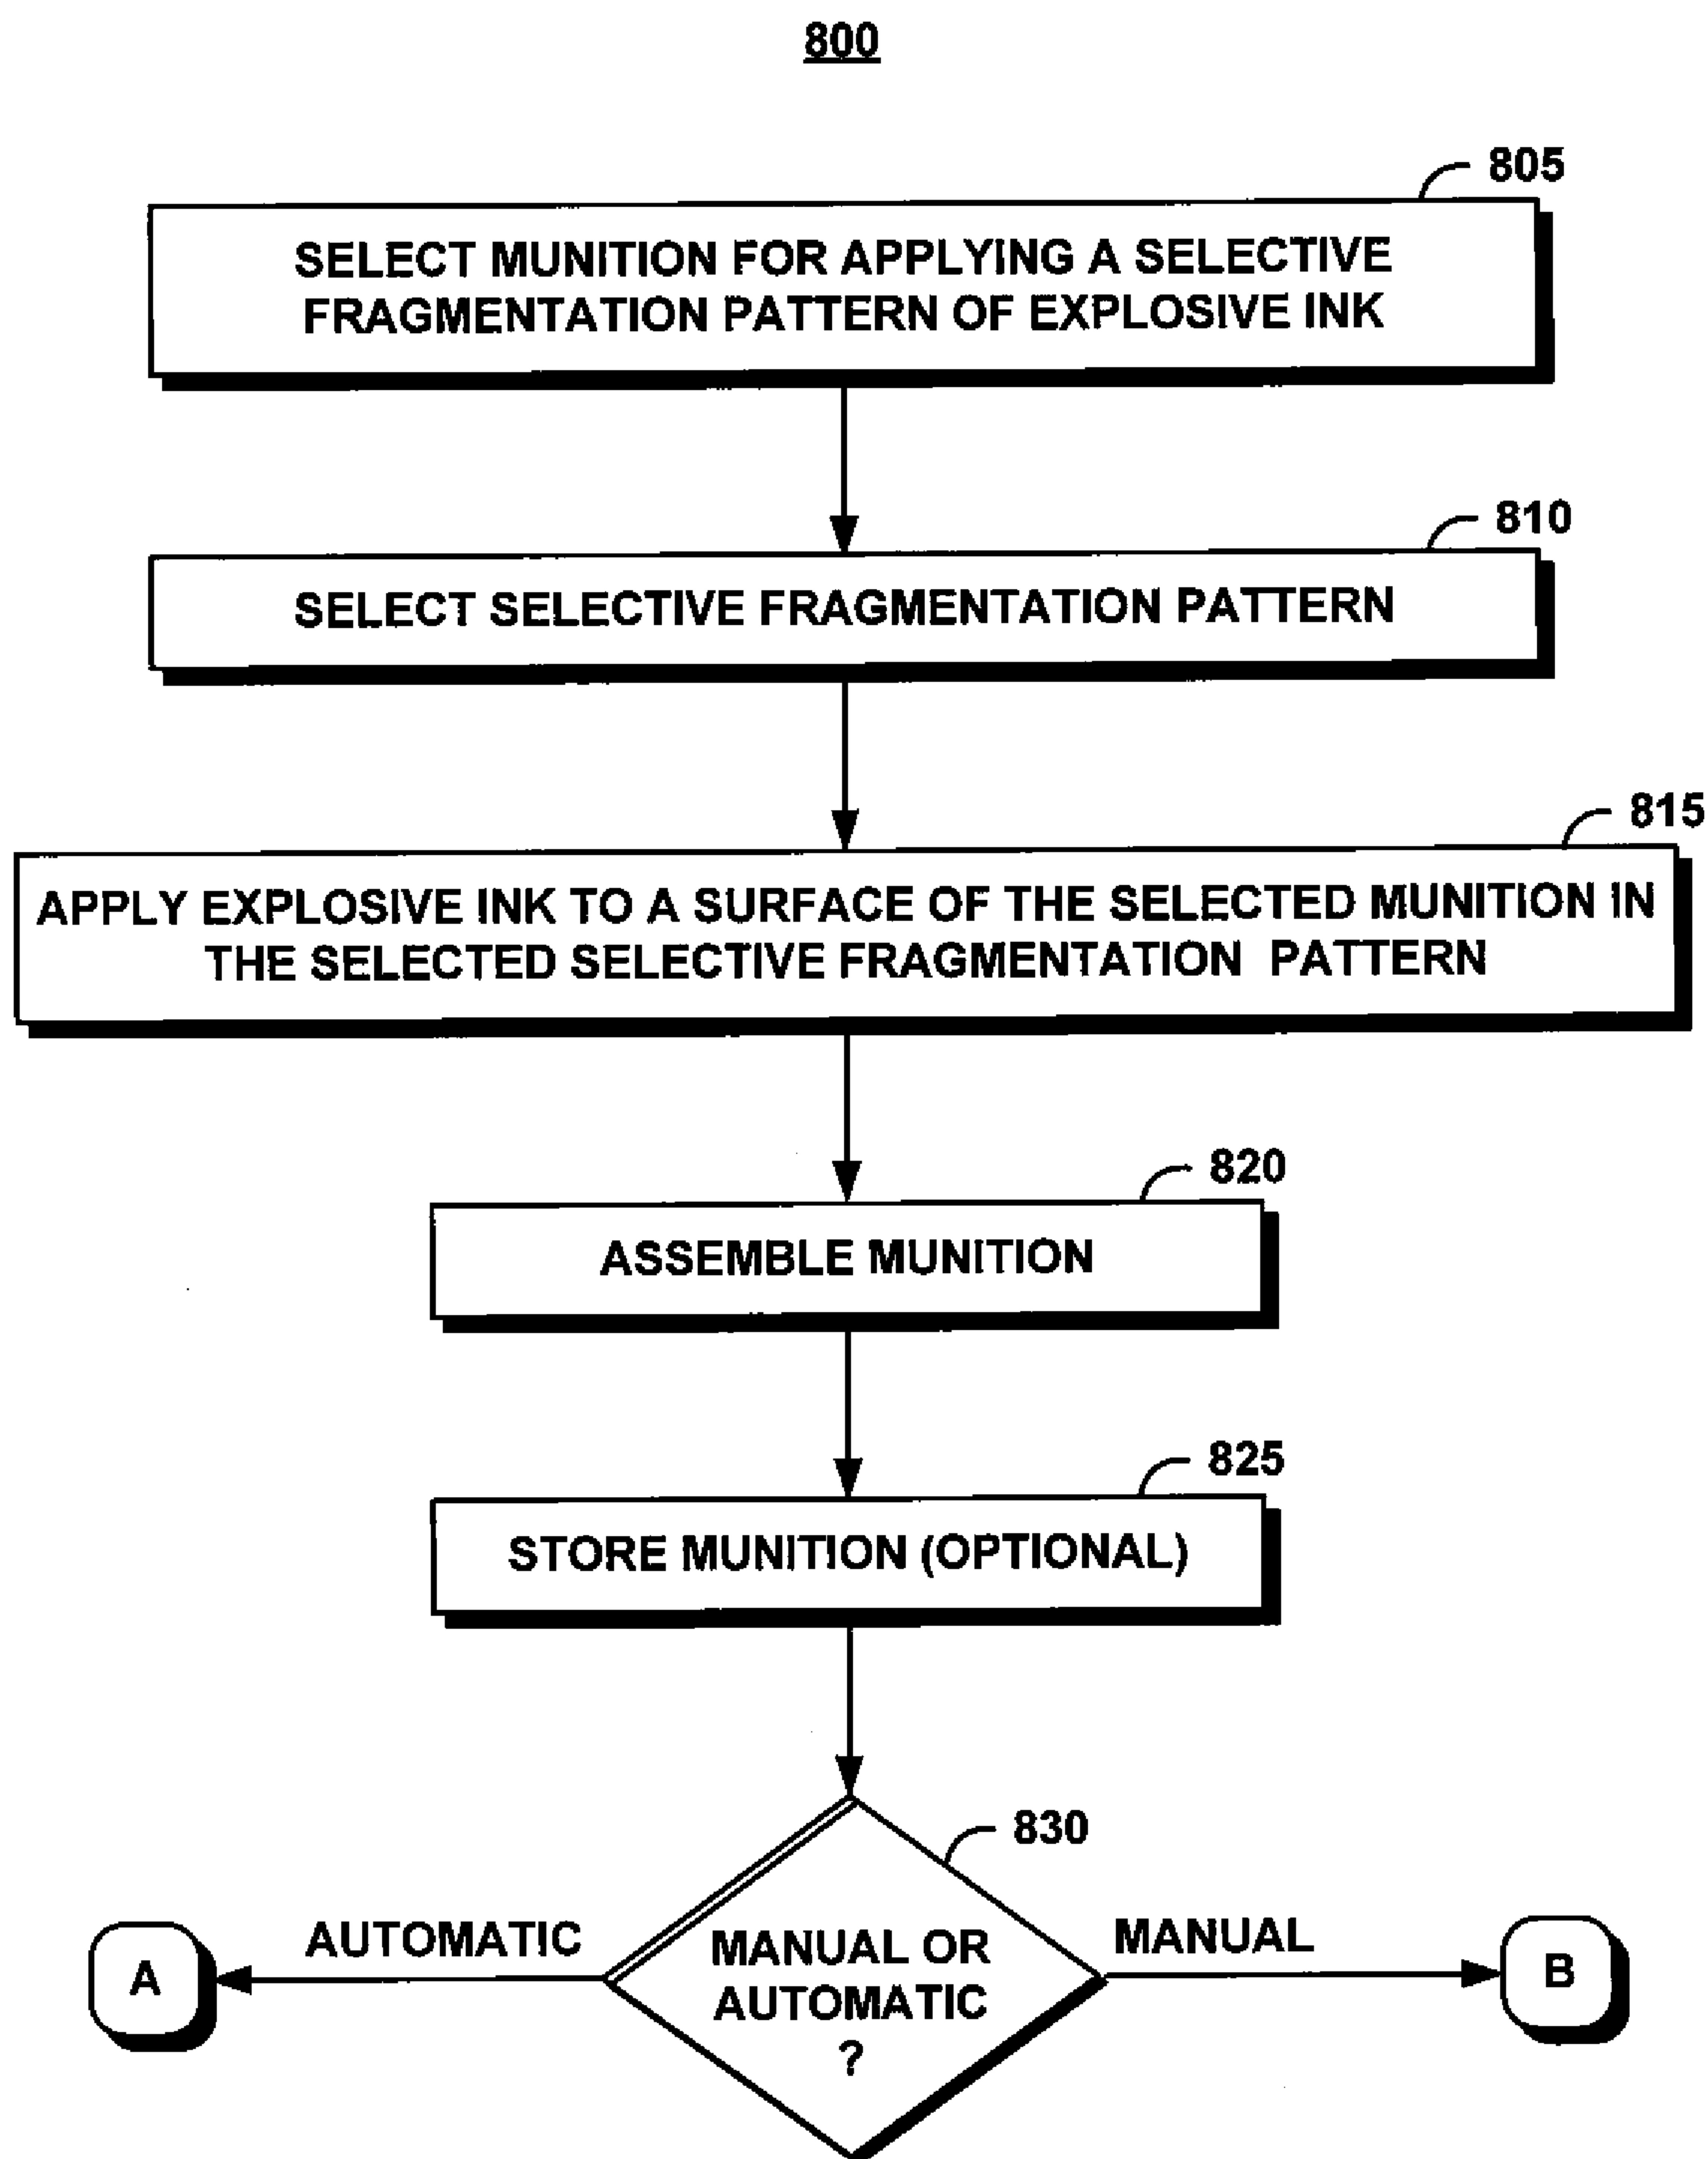 800
805
SELECT MUNITION FOR APPLYING A SELECTIVE
FRAGMENTATION PATTERN OF EXPLOSIVE INK
810
SELECT SELECTIVE FRAGMENTATION PATTERN
815
APPLY EXPLOSIVE INK TO A SURFACE OF THE SELECTED MUNITION IN
THE SELECTED SELECTIVE FRAGMENTATION PATTERN
820
ASSEMBLE MUNITION
825
STORE MUNITION (OPTIONAL)
830
AUTOMATIC
MANUAL
A
MANUAL OR
AUTOMATIC
?
B